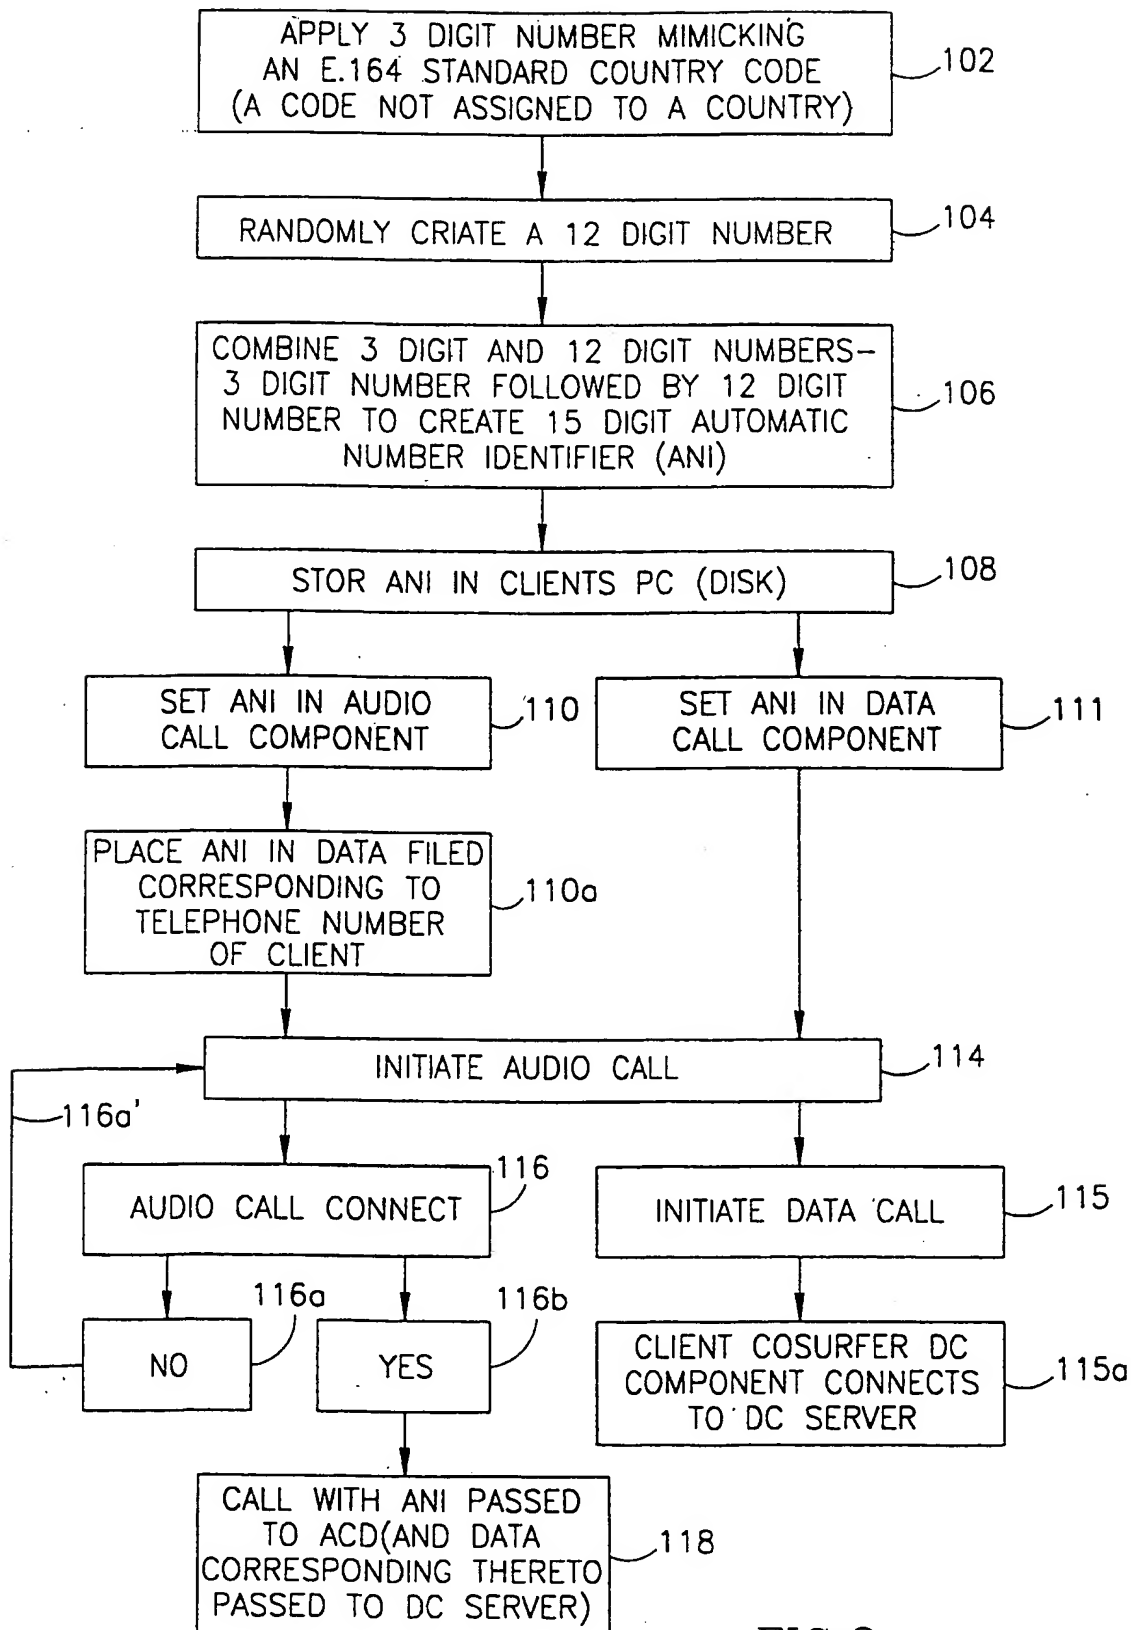 APPLY 3 DIGIT NUMBER MIMICKING
AN E.164 STANDARD COUNTRY CODE
(A CODE NOT ASSIGNED TO A COUNTRY)
102
RANDOMLY CRIATE A 12 DIGIT NUMBER
104
COMBINE 3 DIGIT AND 12 DIGIT NUMBERS-
3 DIGIT NUMBER FOLLOWED BY 12 DIGIT
NUMBER TO CREATE 15 DIGIT AUTOMATIC
NUMBER IDENTIFIER (ANI)
106
STOR ANI IN CLIENTS PC (DISK)
108
SET ANI IN AUDIO
CALL COMPONENT
110
SET ANI IN DATA
CALL COMPONENT
111
PLACE ANI IN DATA FILED
CORRESPONDING TO
TELEPHONE NUMBER
OF CLIENT
110a
INITIATE AUDIO CALL
114
116a'
AUDIO CALL CONNECT
116
INITIATE DATA CALL
115
NO
116a
YES
116b
CLIENT COSURFER DC
COMPONENT CONNECTS
TO DC SERVER
115a
CALL WITH ANI PASSED
TO ACD(AND DATA
CORRESPONDING THERETO
PASSED TO DC SERVER)
118